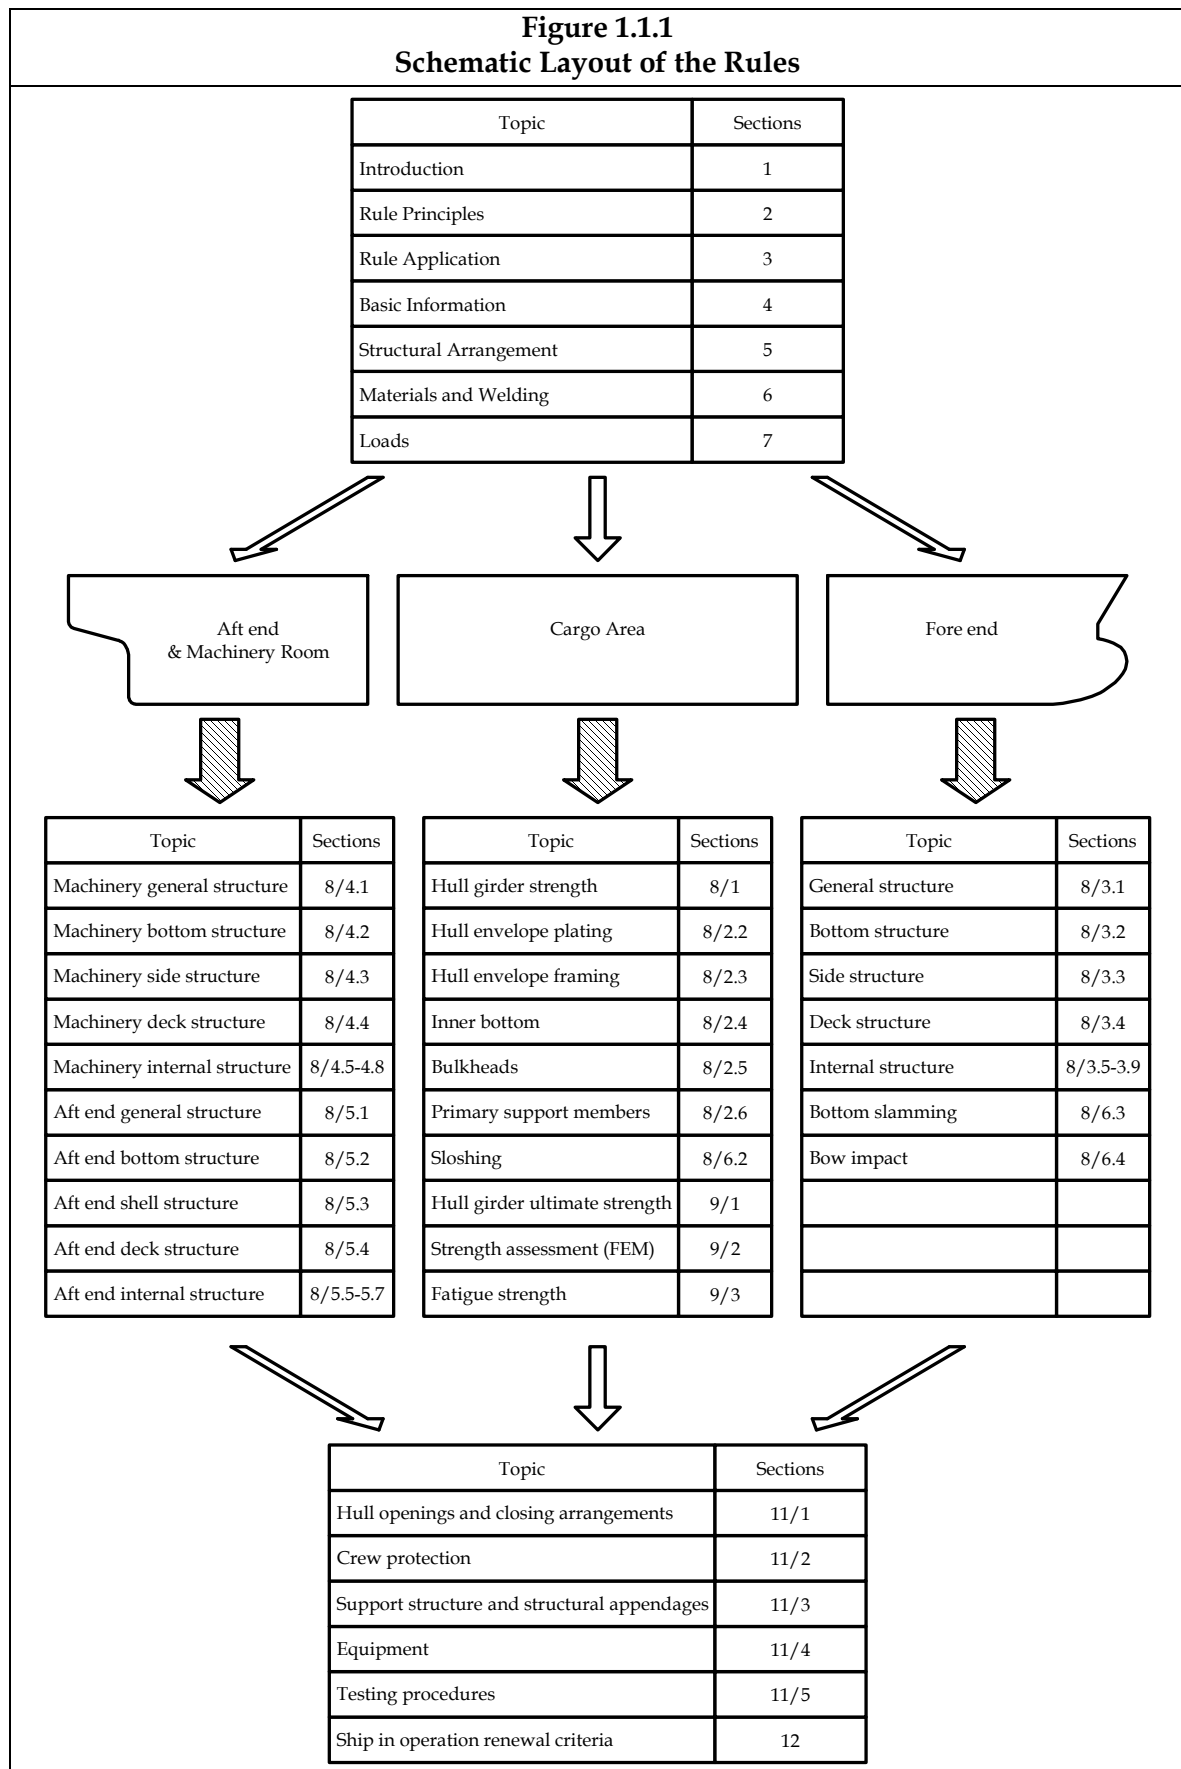 Figure 1.1.1
Schematic Layout of the Rules
Topic Sections
Introduction 1
Rule Principles 2
Rule Application 3
Basic Information 4
Structural Arrangement 5
Materials and Welding 6
Loads 7
Aft end
& Machinery Room
Cargo Area
Fore end
Topic Sections
Machinery general structure 8/4.1
Machinery bottom structure 8/4.2
Machinery side structure 8/4.3
Machinery deck structure 8/4.4
Machinery internal structure 8/4.5-4.8
Aft end general structure 8/5.1
Aft end bottom structure 8/5.2
Aft end shell structure 8/5.3
Aft end deck structure 8/5.4
Aft end internal structure 8/5.5-5.7
Topic Sections
Hull girder strength 8/1
Hull envelope plating 8/2.2
Hull envelope framing 8/2.3
Inner bottom 8/2.4
Bulkheads 8/2.5
Primary support members 8/2.6
Sloshing 8/6.2
Hull girder ultimate strength 9/1
Strength assessment (FEM) 9/2
Fatigue strength 9/3
Topic Sections
General structure 8/3.1
Bottom structure 8/3.2
Side structure 8/3.3
Deck structure 8/3.4
Internal structure 8/3.5-3.9
Bottom slamming 8/6.3
Bow impact 8/6.4
Topic Sections
Hull openings and closing arrangements 11/1
Crew protection 11/2
Support structure and structural appendages 11/3
Equipment 11/4
Testing procedures 11/5
Ship in operation renewal criteria 12